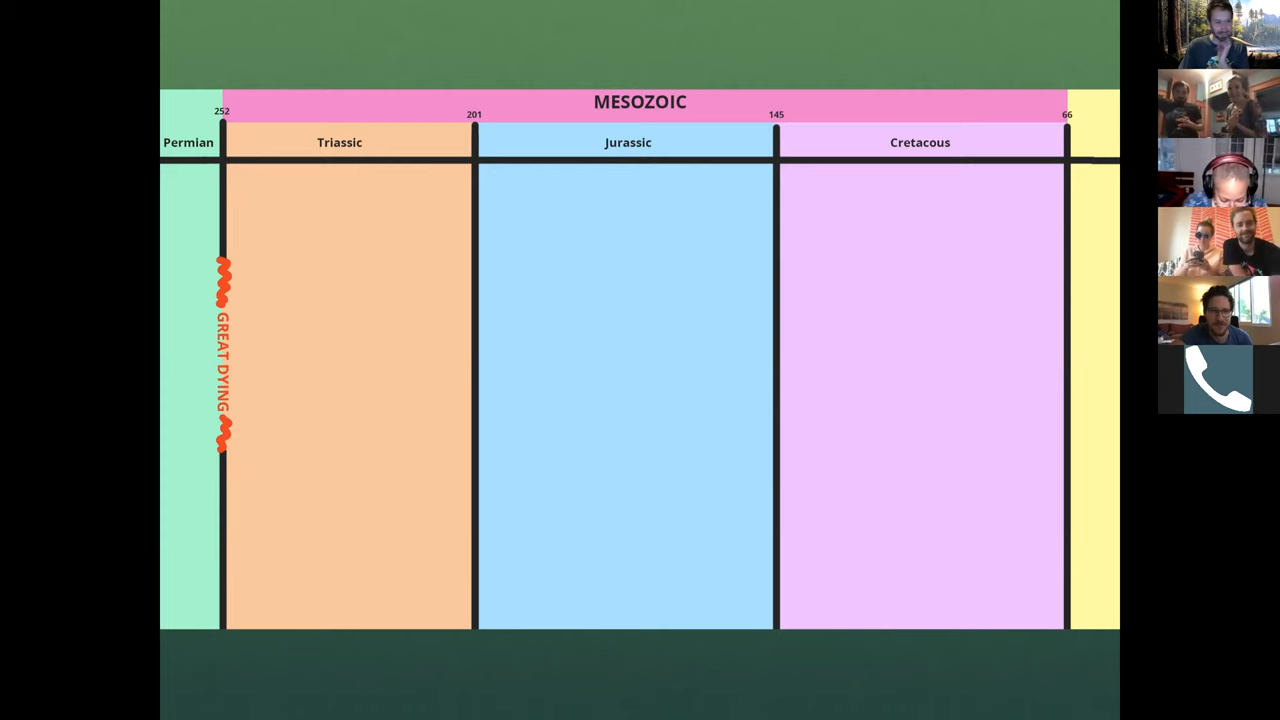 MESOZOIC
252
201
145
66
Permian
Triassic
Jurassic
Cretacous
GREAT DYING